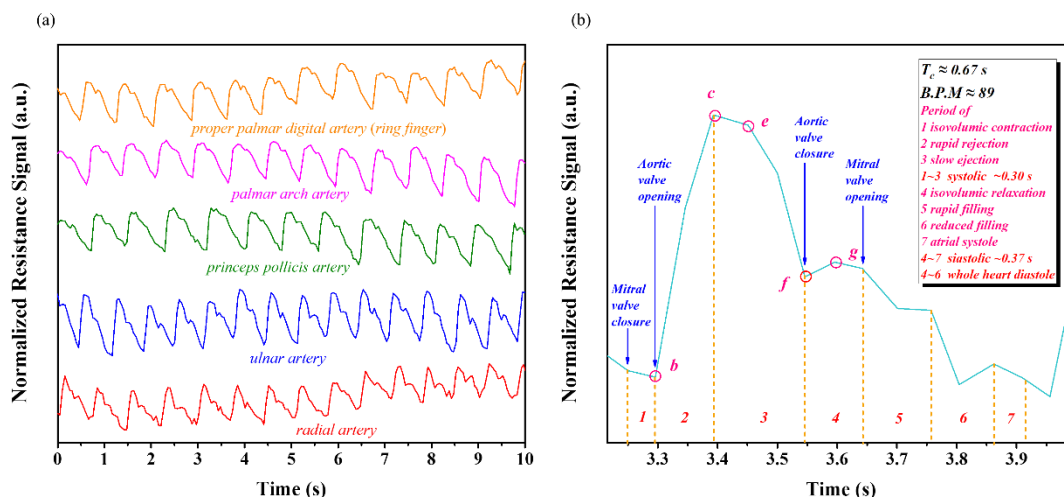 (a)
Normalized Resistance Signal (a.u.)
proper palmar digital artery (ring finger)
palmar arch artery
princeps pollicis artery
ulnar artery
radial artery
0 1 2 3 4 5 6 7 8 9 10
Time (s)
(b)
Normalized Resistance Signal (a.u.)
Mitral
valve
closure
Aortic
valve
opening
b
c
e
Aortic
valve
closure
f
g
Mitral
valve
opening
T_c ≈ 0.67 s
B.P.M ≈ 89
Period of
1 isovolumic contraction
2 rapid rejection
3 slow ejection
1~3 systolic ~0.30 s
4 isovolumic relaxation
5 rapid filling
6 reduced filling
7 atrial systole
4~7 siastolic ~0.37 s
4~6 whole heart diastole
1 2 3 4 5 6 7
3.3 3.4 3.5 3.6 3.7 3.8 3.9
Time (s)